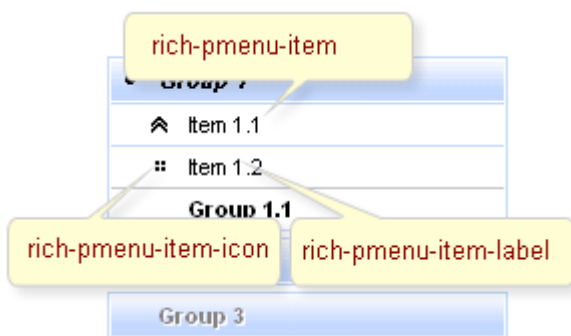 rich-pmenu-item
Group 1
Item 1.1
Item 1.2
Group 1.1
rich-pmenu-item-icon
rich-pmenu-item-label
Group 3